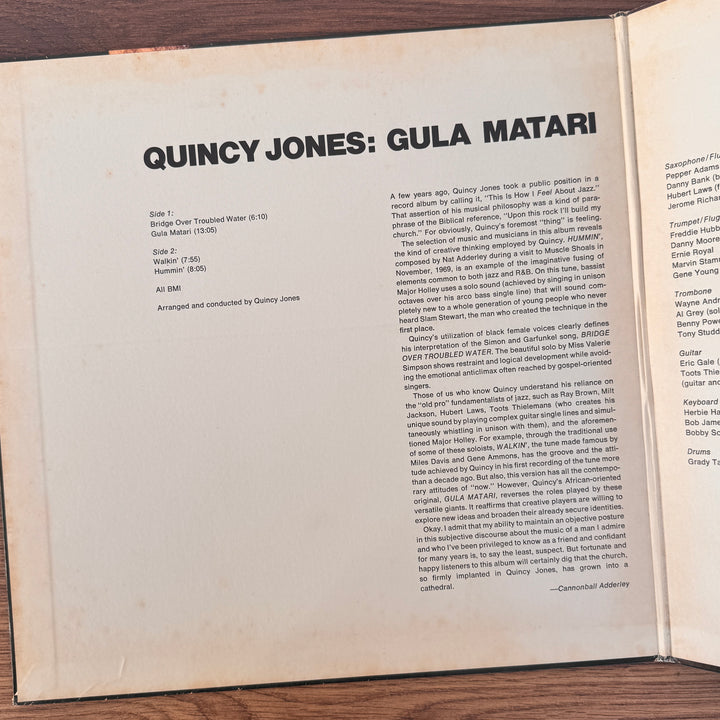 QUINCY JONES: GULA MATARI
Side 1:
Bridge Over Troubled Water (6:10)
Gula Matari (13:05)
Side 2:
Walkin' (7:55)
Hummin' (8:05)
All BMI
Arranged and conducted by Quincy Jones
A few years ago, Quincy Jones took a public position in a
record album by calling it, "This Is How I Feel About Jazz."
That assertion of his musical philosophy was a kind of para-
phrase of the Biblical reference, "Upon this rock I'll build my
church." For obviously, Quincy's foremost "thing" is feeling.
The selection of music and musicians in this album reveals
the kind of creative thinking employed by Quincy. HUMMIN',
composed by Nat Adderley during a visit to Muscle Shoals in
November, 1969, is an example of the imaginative fusing of
elements common to both jazz and R&B. On this tune, bassist
Major Holley uses a solo sound (achieved by singing in unison
octaves over his arco bass single line) that will sound com-
pletely new to a whole generation of young people who never
heard Slam Stewart, the man who created the technique in the
first place.
Quincy's utilization of black female voices clearly defines
his interpretation of the Simon and Garfunkel song, BRIDGE
OVER TROUBLED WATER. The beautiful solo by Miss Valerie
Simpson shows restraint and logical development while avoid-
ing the emotional anticlimax often reached by gospel-oriented
singers.
Those of us who know Quincy understand his reliance on
the "old pro" fundamentalists of jazz, such as Ray Brown, Milt
Jackson, Hubert Laws, Toots Thielemans (who creates his
unique sound by playing complex guitar single lines and simul-
taneously whistling in unison with them), and the aforemen-
tioned Major Holley. For example, through the traditional use
of some of these soloists, WALKIN', the tune made famous by
Miles Davis and Gene Ammons, has the groove and the atti-
tude achieved by Quincy in his first recording of the tune more
than a decade ago. But also, this version has all the contempo-
rary attitudes of "now." However, Quincy's African-oriented
original, GULA MATARI, reverses the roles played by these
versatile giants. It reaffirms that creative players are willing to
explore new ideas and broaden their already secure identities.
Okay. I admit that my ability to maintain an objective posture
in this subjective discourse about the music of a man I admire
and who I've been privileged to know as a friend and confidant
for many years is, to say the least, suspect. But fortunate and
happy listeners to this album will certainly dig that the church,
so firmly implanted in Quincy Jones, has grown into a
cathedral.
—Cannonball Adderley
Saxophone/Flu
Pepper Adams
Danny Bank (b
Hubert Laws (f
Jerome Richar
Trumpet/Flug
Freddie Hubb
Danny Moore
Ernie Royal
Marvin Stamm
Gene Young
Trombone
Wayne Andr
Al Grey (sol
Benny Powe
Tony Studd
Guitar
Eric Gale (
Toots Thie
(guitar and
Keyboard
Herbie Ha
Bob Jame
Bobby Sc
Drums
Grady Ta